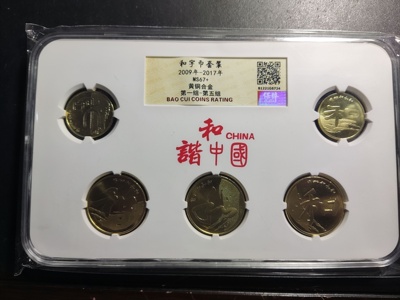 和字币套装
2009年-2017年
MS67+
黄铜合金
第一组-第五组
BAO CUI COINS RATING
和 CHINA
諧 中國